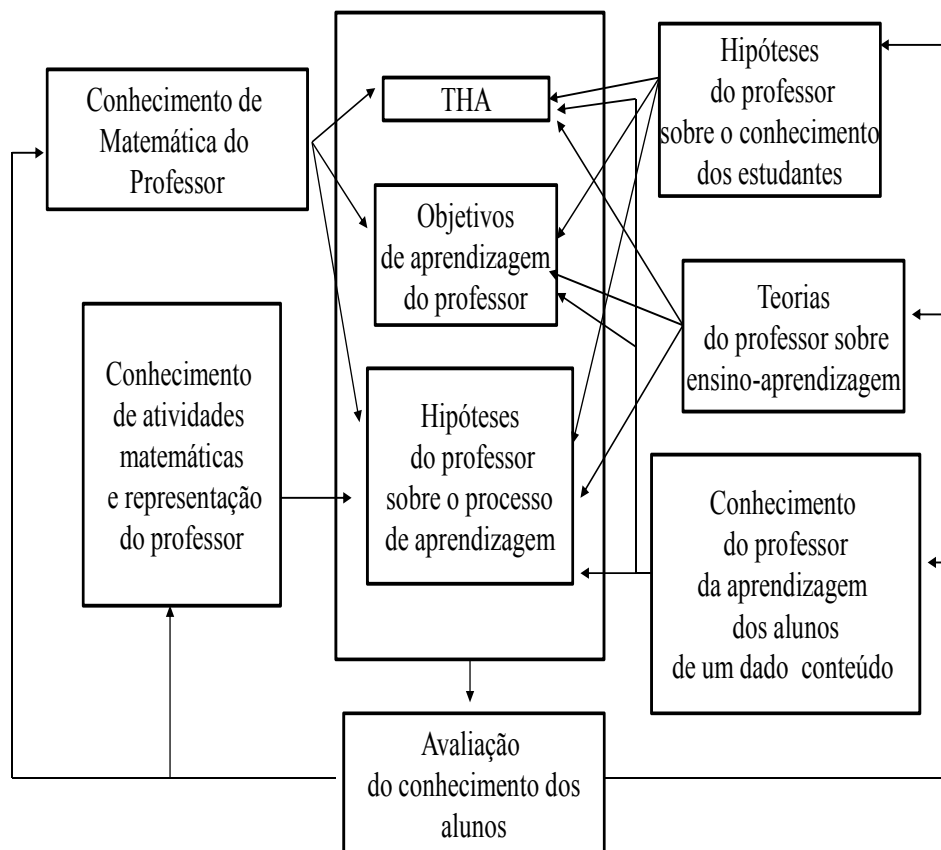 Conhecimento de
Matemática do
Professor
Conhecimento
de atividades
matemáticas
e representação
do professor
THA
Objetivos
de aprendizagem
do professor
Hipóteses
do professor
sobre o processo
de aprendizagem
Hipóteses
do professor
sobre o conhecimento
dos estudantes
Teorias
do professor sobre
ensino-aprendizagem
Conhecimento
do professor
da aprendizagem
dos alunos
de um dado conteúdo
Avaliação
do conhecimento dos
alunos